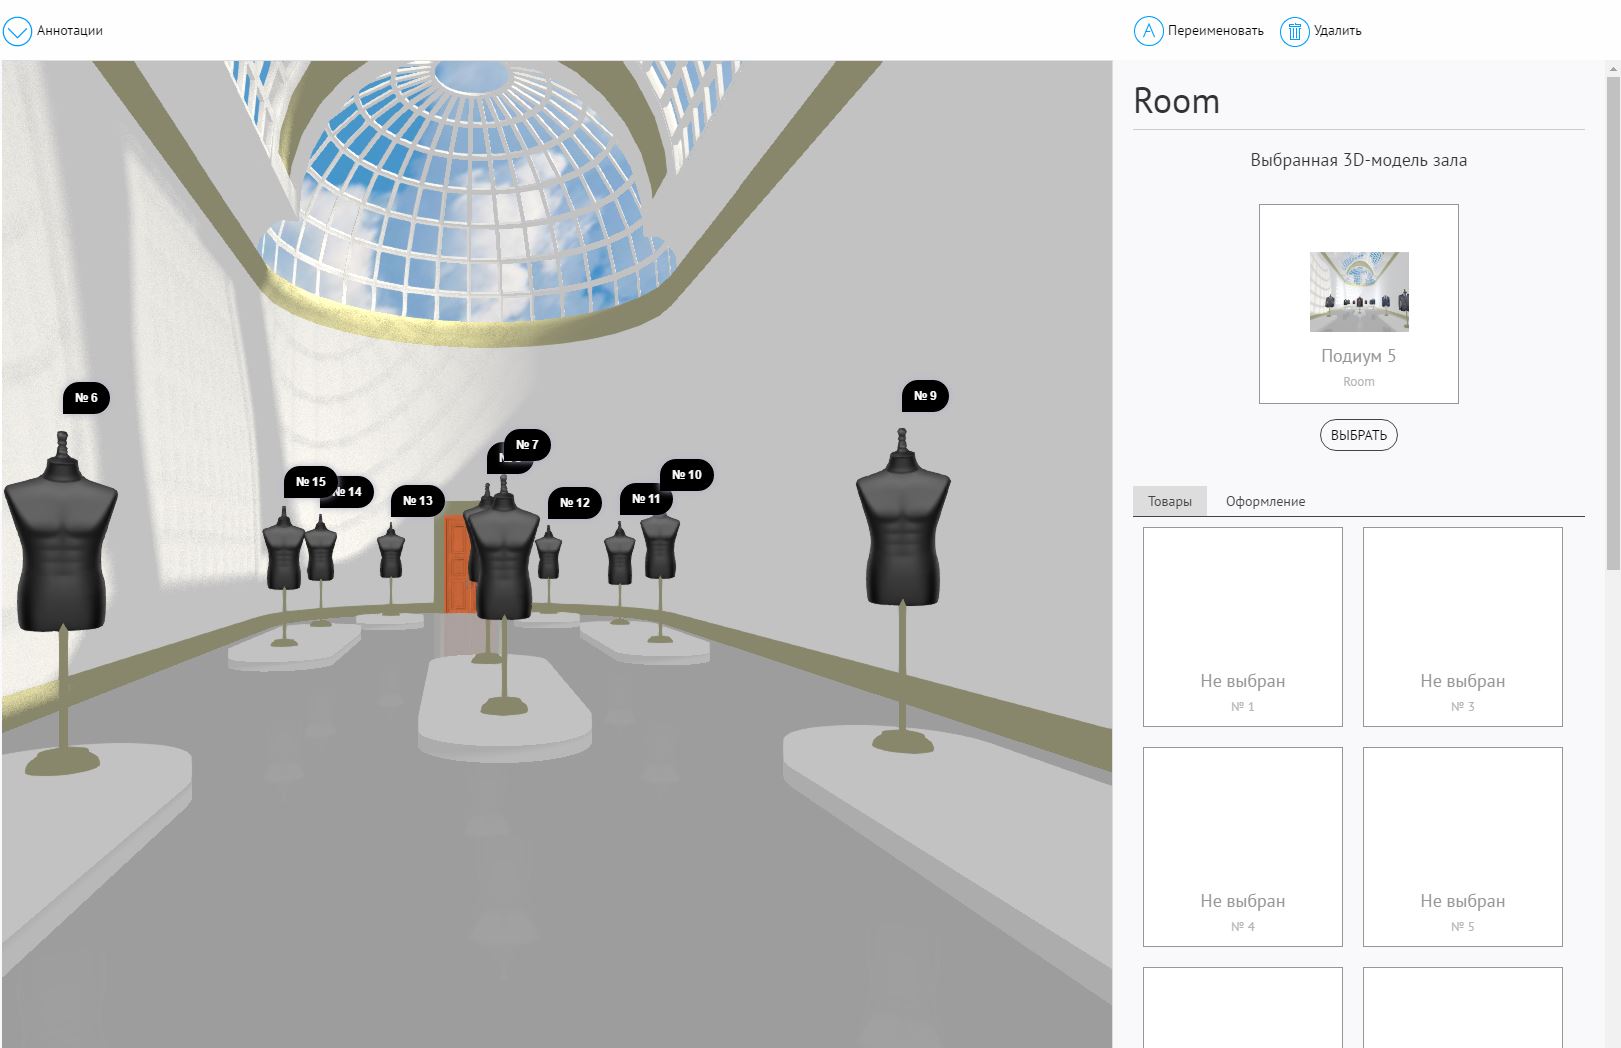 Аннотации
Переименовать
Удалить
Room
Выбранная 3D-модель зала
Подиум 5
Room
ВЫБРАТЬ
Товары
Оформление
Не выбран
№ 1
Не выбран
№ 3
Не выбран
№ 4
Не выбран
№ 5
№ 6
№ 9
№ 7
№ 15
№ 14
№ 13
№ 12
№ 11
№ 10